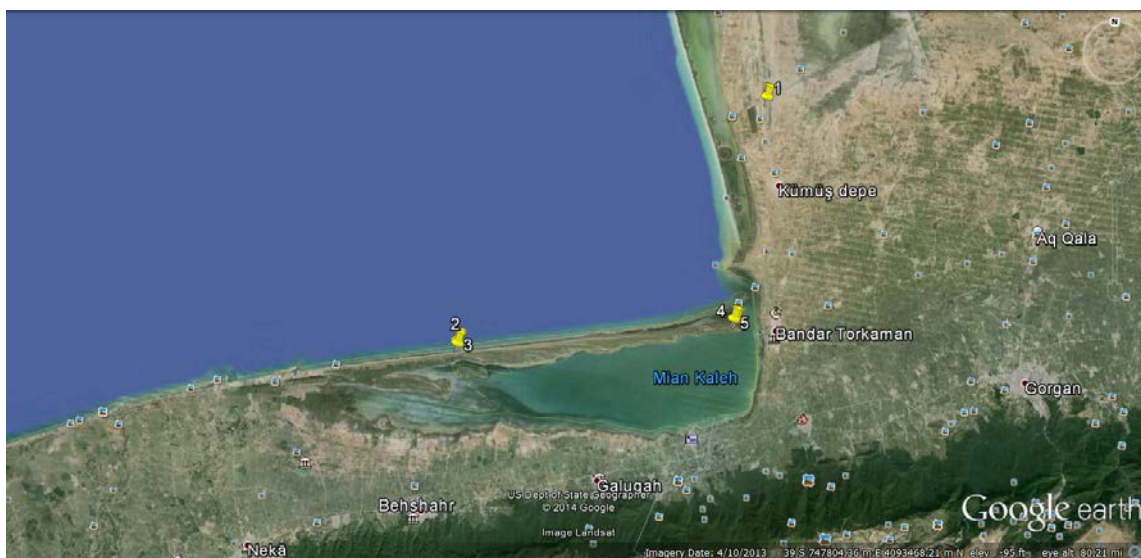 N
1
Kümüş depe
Aq Qala
2
3
4
5
Bandar Torkaman
Mian Kaleh
Gorgan
Galugah
US Dept of State Geographer
© 2014 Google
Behshahr
Image Landsat
Nekā
Google earth
Imagery Date: 4/10/2013 39 S 747804.36 m E 4093468.21 m N elev -95 ft eye alt 80.21 mi